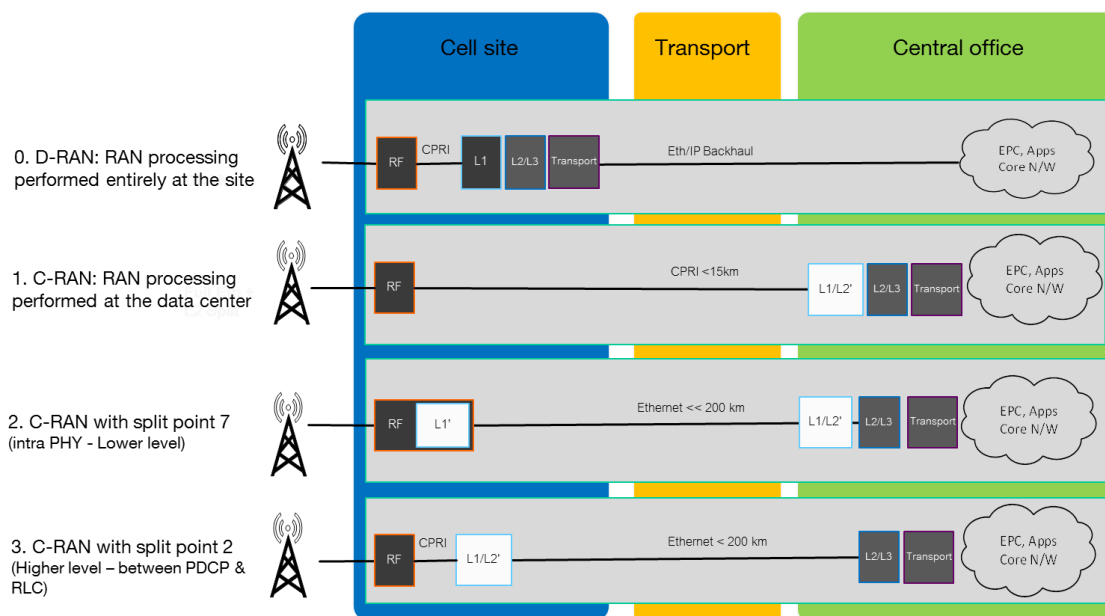 Cell site
Transport
Central office
0. D-RAN: RAN processing
performed entirely at the site
RF
CPRI
L1
L2/L3
Transport
Eth/IP Backhaul
EPC, Apps
Core N/W
1. C-RAN: RAN processing
performed at the data center
RF
CPRI <15km
L1/L2'
L2/L3
Transport
EPC, Apps
Core N/W
2. C-RAN with split point 7
(intra PHY - Lower level)
RF
L1'
Ethernet << 200 km
L1/L2'
L2/L3
Transport
EPC, Apps
Core N/W
3. C-RAN with split point 2
(Higher level – between PDCP &
RLC)
RF
CPRI
L1/L2'
Ethernet < 200 km
L2/L3
Transport
EPC, Apps
Core N/W